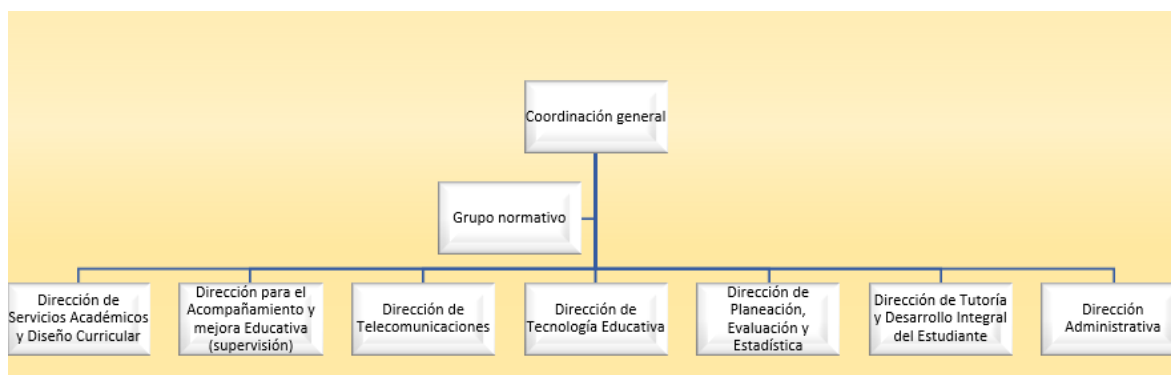 Coordinación general
Grupo normativo
Dirección de
Servicios Académicos
y Diseño Curricular
Dirección para el
Acompañamiento y
mejora Educativa
(supervisión)
Dirección de
Telecomunicaciones
Dirección de
Tecnología Educativa
Dirección de
Planeación,
Evaluación y
Estadística
Dirección de Tutoría
y Desarrollo Integral
del Estudiante
Dirección
Administrativa